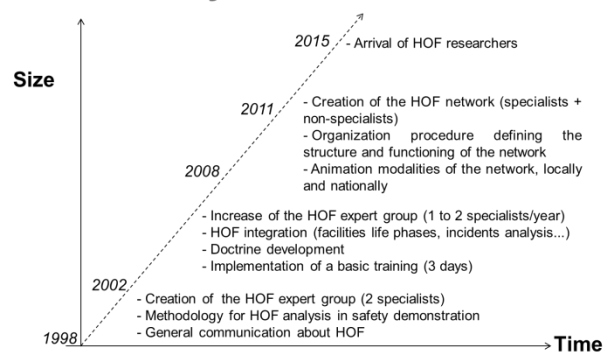 2015
- Arrival of HOF researchers
Size
2011
- Creation of the HOF network (specialists +
non-specialists)
- Organization procedure defining the
structure and functioning of the network
- Animation modalities of the network, locally
and nationally
2008
- Increase of the HOF expert group (1 to 2 specialists/year)
- HOF integration (facilities life phases, incidents analysis...)
- Doctrine development
- Implementation of a basic training (3 days)
2002
- Creation of the HOF expert group (2 specialists)
- Methodology for HOF analysis in safety demonstration
- General communication about HOF
1998
Time